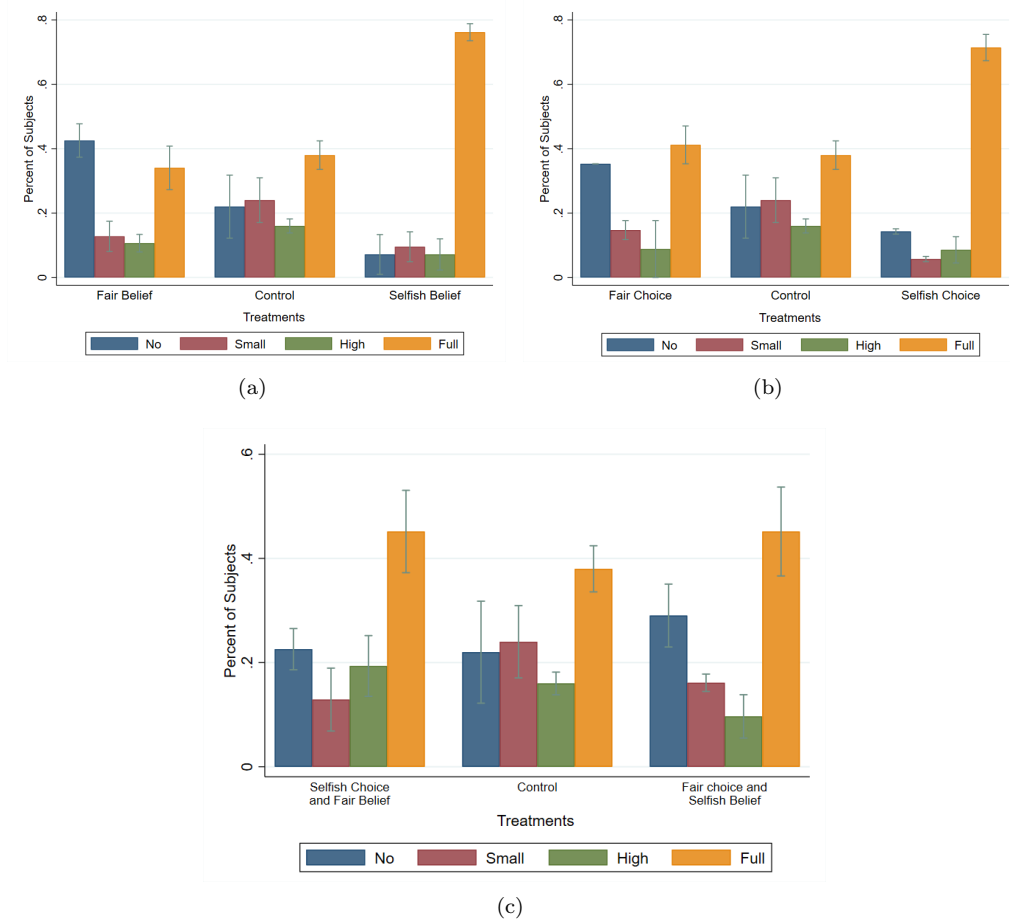 Percent of Subjects
0 .2 .4 .6 .8
Fair Belief Control Selfish Belief
Treatments
No Small High Full
(a)
Percent of Subjects
0 .2 .4 .6 .8
Fair Choice Control Selfish Choice
Treatments
No Small High Full
(b)
Percent of Subjects
0 .2 .4 .6
Selfish Choice
and Fair Belief
Control
Fair choice and
Selfish Belief
Treatments
No Small High Full
(c)